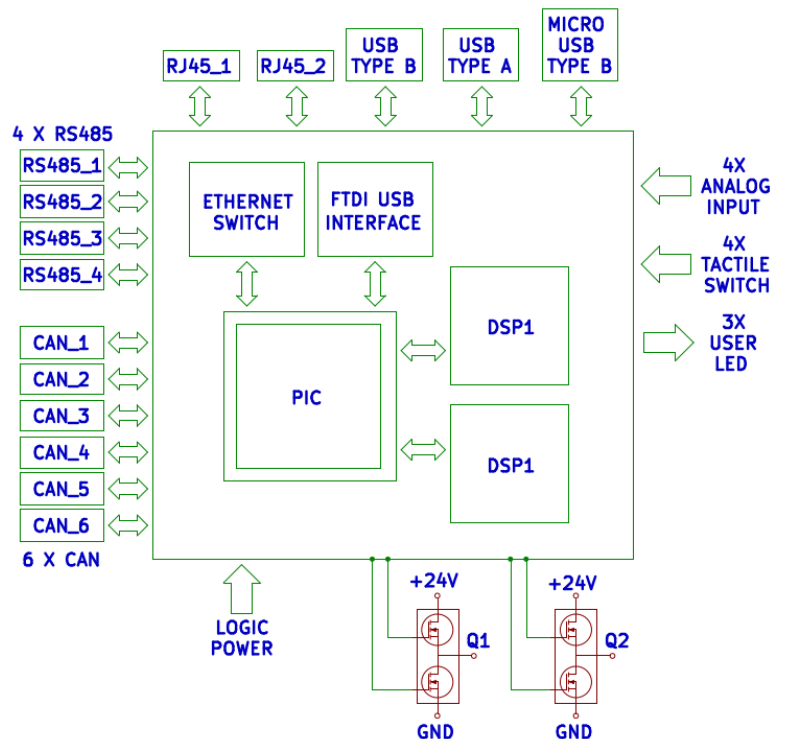 RJ45_1
RJ45_2
USB
TYPE B
USB
TYPE A
MICRO
USB
TYPE B
4 X RS485
RS485_1
RS485_2
RS485_3
RS485_4
CAN_1
CAN_2
CAN_3
CAN_4
CAN_5
CAN_6
6 X CAN
ETHERNET
SWITCH
FTDI USB
INTERFACE
PIC
DSP1
DSP1
4X
ANALOG
INPUT
4X
TACTILE
SWITCH
3X
USER
LED
LOGIC
POWER
+24V
Q1
GND
+24V
Q2
GND